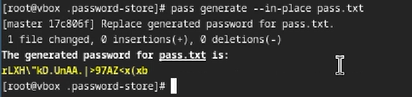 [root@vbox .password-store]# pass generate --in-place pass.txt
[master 17c806f] Replace generated password for pass.txt.
 1 file changed, 0 insertions(+), 0 deletions(-)
The generated password for pass.txt is:
rLXH\"kD.UnAA.|>97AZ<x(xb
[root@vbox .password-store]#